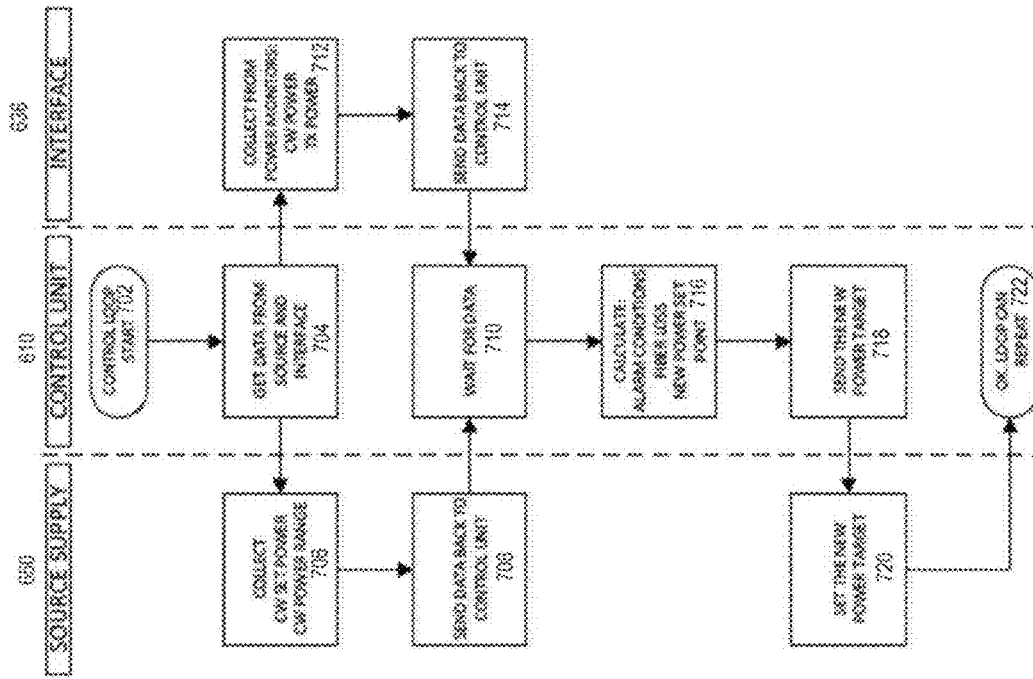 SOURCE SUPPLY
CONTROL UNIT
610
INTERFACE
636
CONTROL LOOP
START 702
GET DATA FROM
SOURCE AND
INTERFACE
704
COLLECT
CW SET POWER
CW POWER RANGE
706
COLLECT FROM
POWER MONITORS:
CW POWER
TX POWER
712
SEND DATA BACK TO
CONTROL UNIT
708
WAIT FOR DATA
710
SEND DATA BACK TO
CONTROL UNIT
714
CALCULATE:
ALARM CONDITIONS
FIBER LOSS
NEW POWER SET
POINT 716
SEND THE NEW
POWER TARGET
718
SET THE NEW
POWER TARGET
720
OK, LOOP CAN
REPEAT 722